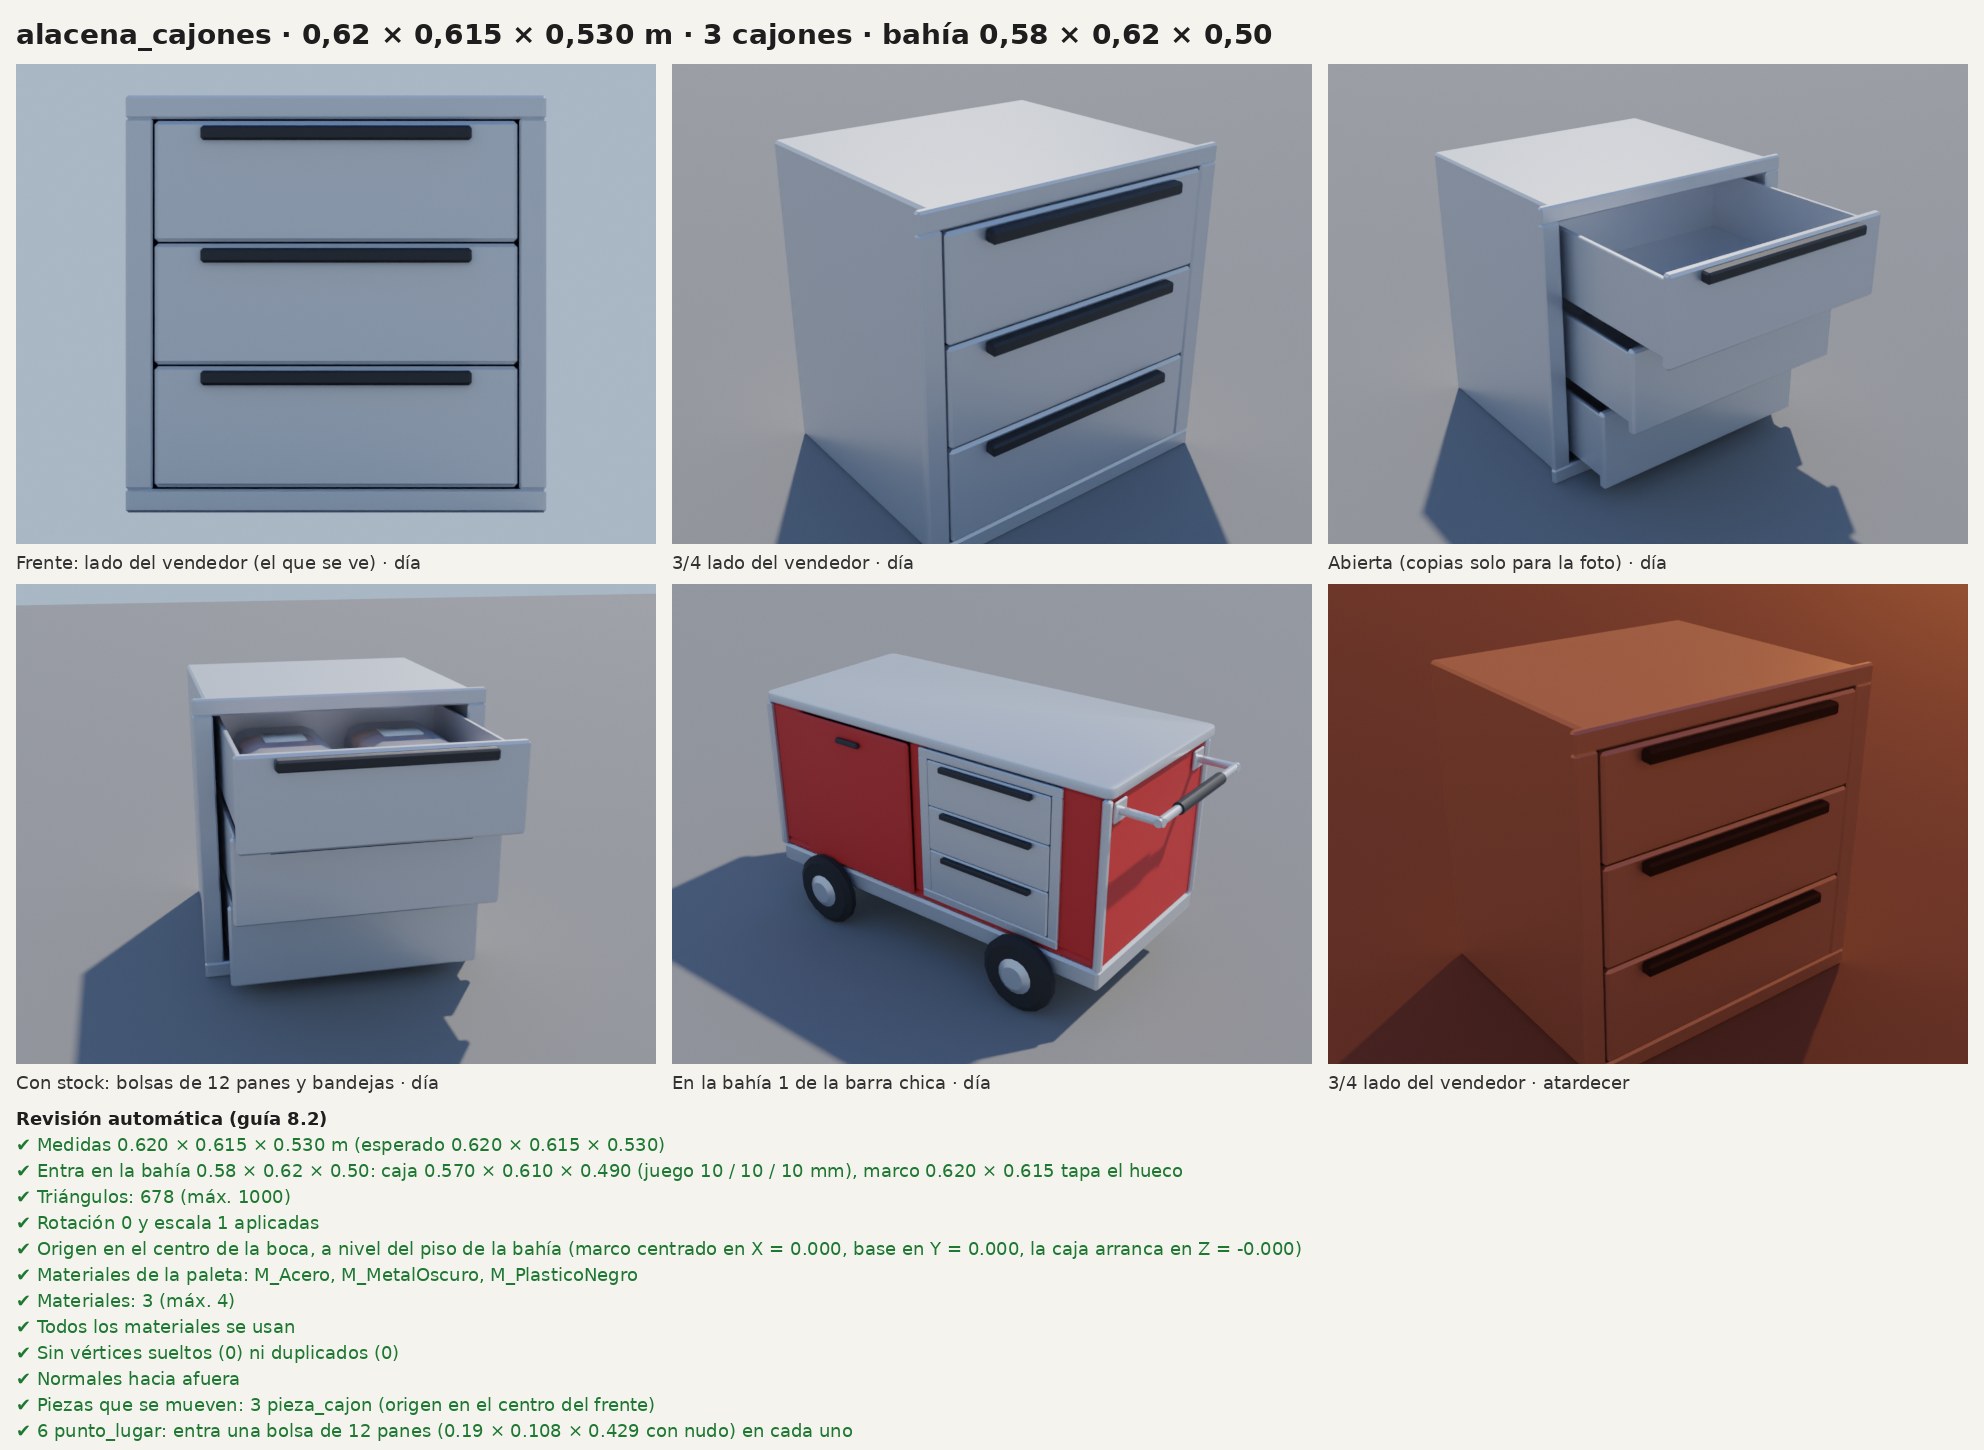 alacena_cajones · 0,62 × 0,615 × 0,530 m · 3 cajones · bahía 0,58 × 0,62 × 0,50
Frente: lado del vendedor (el que se ve) · día
3/4 lado del vendedor · día
Abierta (copias solo para la foto) · día
Con stock: bolsas de 12 panes y bandejas · día
En la bahía 1 de la barra chica · día
3/4 lado del vendedor · atardecer
Revisión automática (guía 8.2)
✔ Medidas 0.620 × 0.615 × 0.530 m (esperado 0.620 × 0.615 × 0.530)
✔ Entra en la bahía 0.58 × 0.62 × 0.50: caja 0.570 × 0.610 × 0.490 (juego 10 / 10 / 10 mm), marco 0.620 × 0.615 tapa el hueco
✔ Triángulos: 678 (máx. 1000)
✔ Rotación 0 y escala 1 aplicadas
✔ Origen en el centro de la boca, a nivel del piso de la bahía (marco centrado en X = 0.000, base en Y = 0.000, la caja arranca en Z = -0.000)
✔ Materiales de la paleta: M_Acero, M_MetalOscuro, M_PlasticoNegro
✔ Materiales: 3 (máx. 4)
✔ Todos los materiales se usan
✔ Sin vértices sueltos (0) ni duplicados (0)
✔ Normales hacia afuera
✔ Piezas que se mueven: 3 pieza_cajon (origen en el centro del frente)
✔ 6 punto_lugar: entra una bolsa de 12 panes (0.19 × 0.108 × 0.429 con nudo) en cada uno